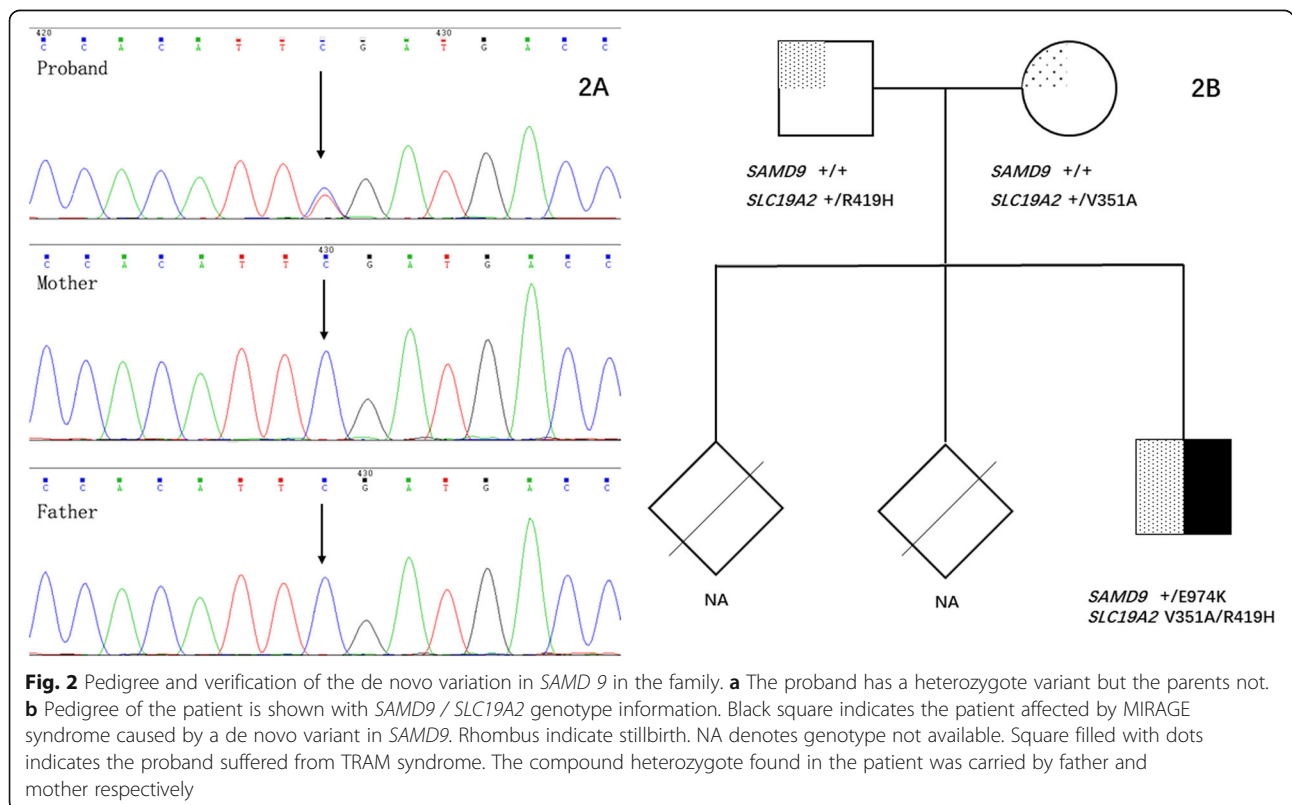 420 430
C C A C A T T C G A T G A C C
Proband
2A
430
C C A C A T T C G A T G A C C
Mother
430
C C A C A T T C G A T G A C C
Father
2B
SAMD9 +/+
SLC19A2 +/R419H
SAMD9 +/+
SLC19A2 +/V351A
NA
NA
SAMD9 +/E974K
SLC19A2 V351A/R419H
Fig. 2 Pedigree and verification of the de novo variation in SAMD 9 in the family. a The proband has a heterozygote variant but the parents not.
b Pedigree of the patient is shown with SAMD9 / SLC19A2 genotype information. Black square indicates the patient affected by MIRAGE
syndrome caused by a de novo variant in SAMD9. Rhombus indicate stillbirth. NA denotes genotype not available. Square filled with dots
indicates the proband suffered from TRAM syndrome. The compound heterozygote found in the patient was carried by father and
mother respectively